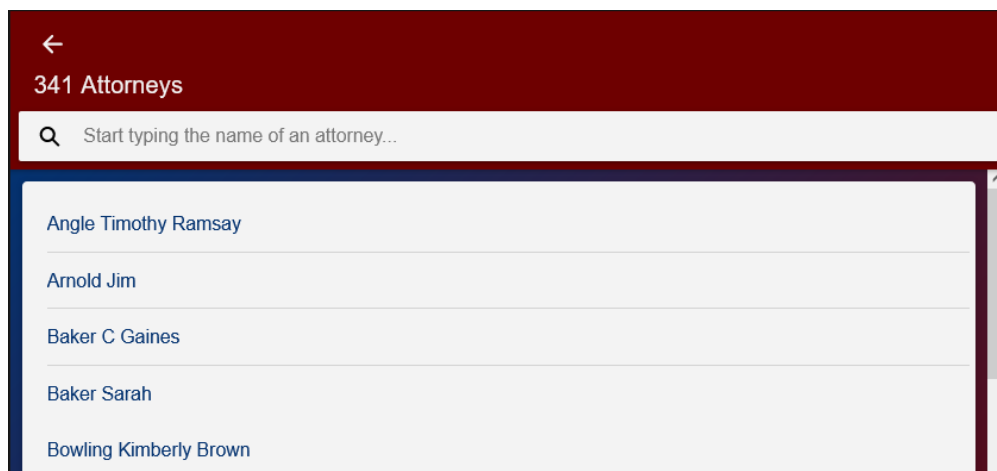 341 Attorneys
Start typing the name of an attorney...
Angle Timothy Ramsay
Arnold Jim
Baker C Gaines
Baker Sarah
Bowling Kimberly Brown